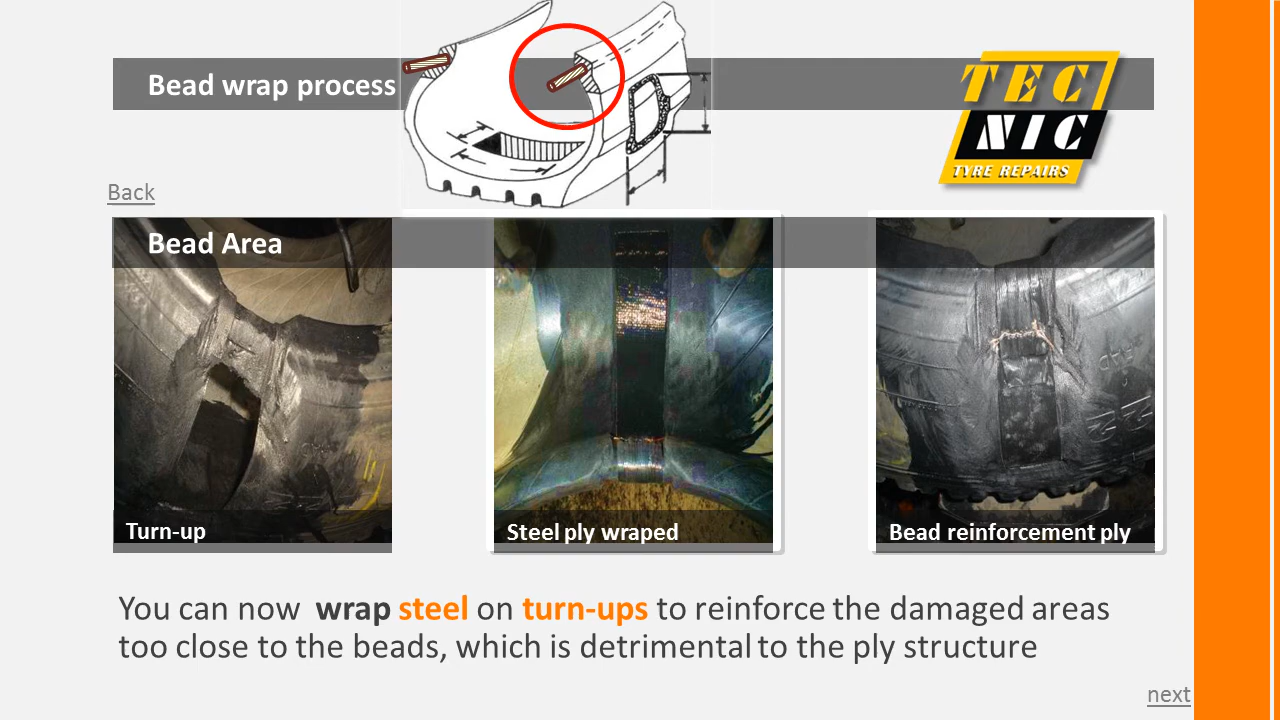 Bead wrap process
TEC
NIC
TYRE REPAIRS
Back
Bead Area
Turn-up
Steel ply wraped
Bead reinforcement ply
You can now wrap steel on turn-ups to reinforce the damaged areas
too close to the beads, which is detrimental to the ply structure
next